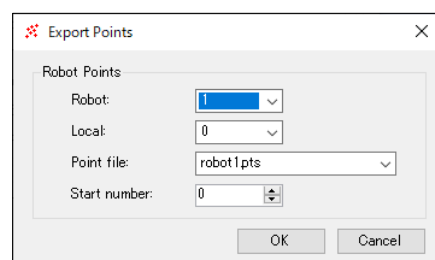 Export Points
Robot Points
Robot: 1
Local: 0
Point file: robot1.pts
Start number: 0
OK Cancel